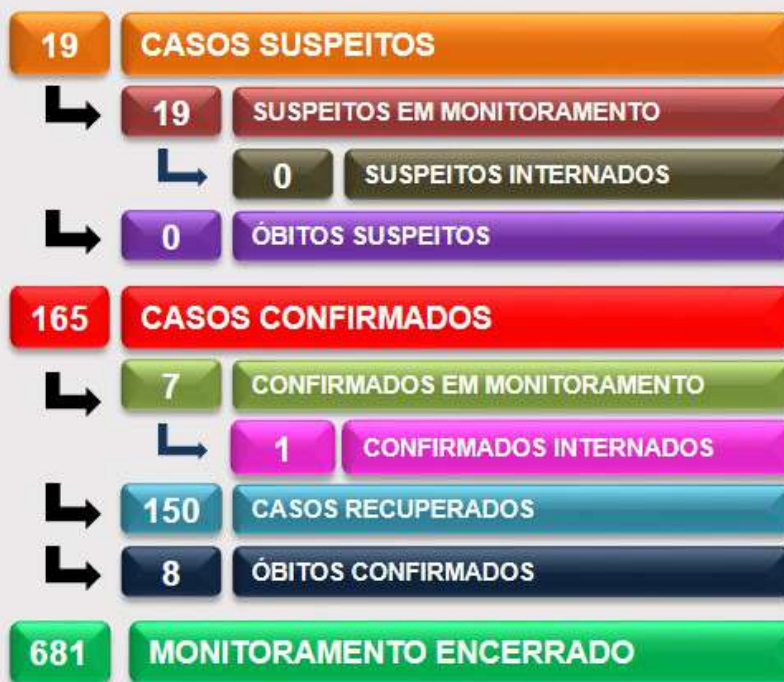 19 CASOS SUSPEITOS
19 SUSPEITOS EM MONITORAMENTO
0 SUSPEITOS INTERNADOS
0 ÓBITOS SUSPEITOS
165 CASOS CONFIRMADOS
7 CONFIRMADOS EM MONITORAMENTO
1 CONFIRMADOS INTERNADOS
150 CASOS RECUPERADOS
8 ÓBITOS CONFIRMADOS
681 MONITORAMENTO ENCERRADO